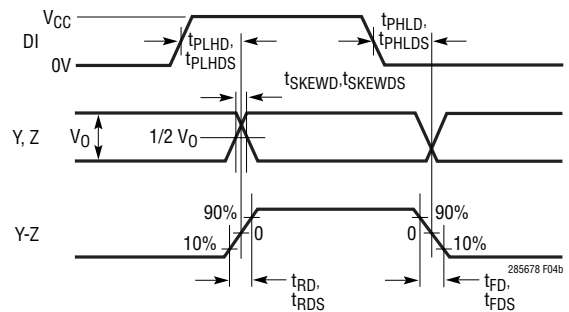 VCC
DI
0V
tPLHD,
tPLHDS
tPHLD,
tPHLDS
tSKEWD,tSKEWDS
Y, Z
VO
1/2 VO
Y-Z
90%
10%
0
90%
0
10%
285678 F04b
tRD,
tRDS
tFD,
tFDS